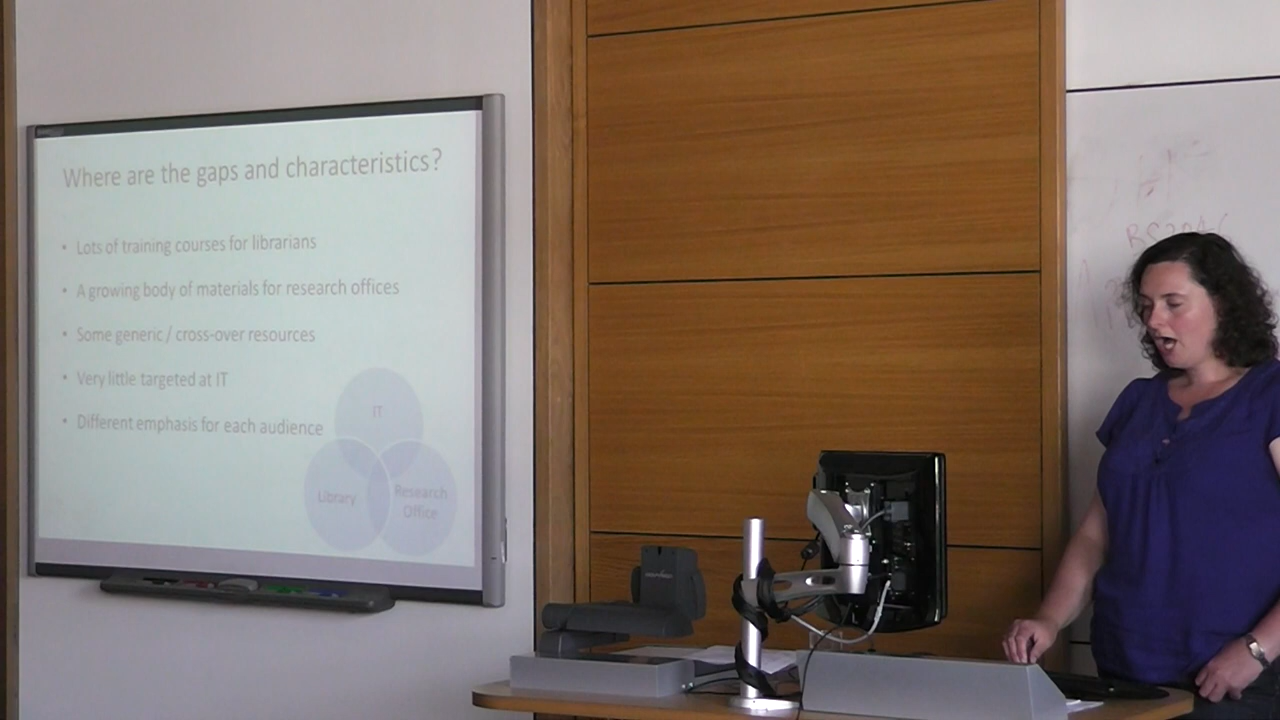 Where are the gaps and characteristics?
• Lots of training courses for librarians
• A growing body of materials for research offices
• Some generic / cross-over resources
• Very little targeted at IT
• Different emphasis for each audience
IT
Library
Research
Office